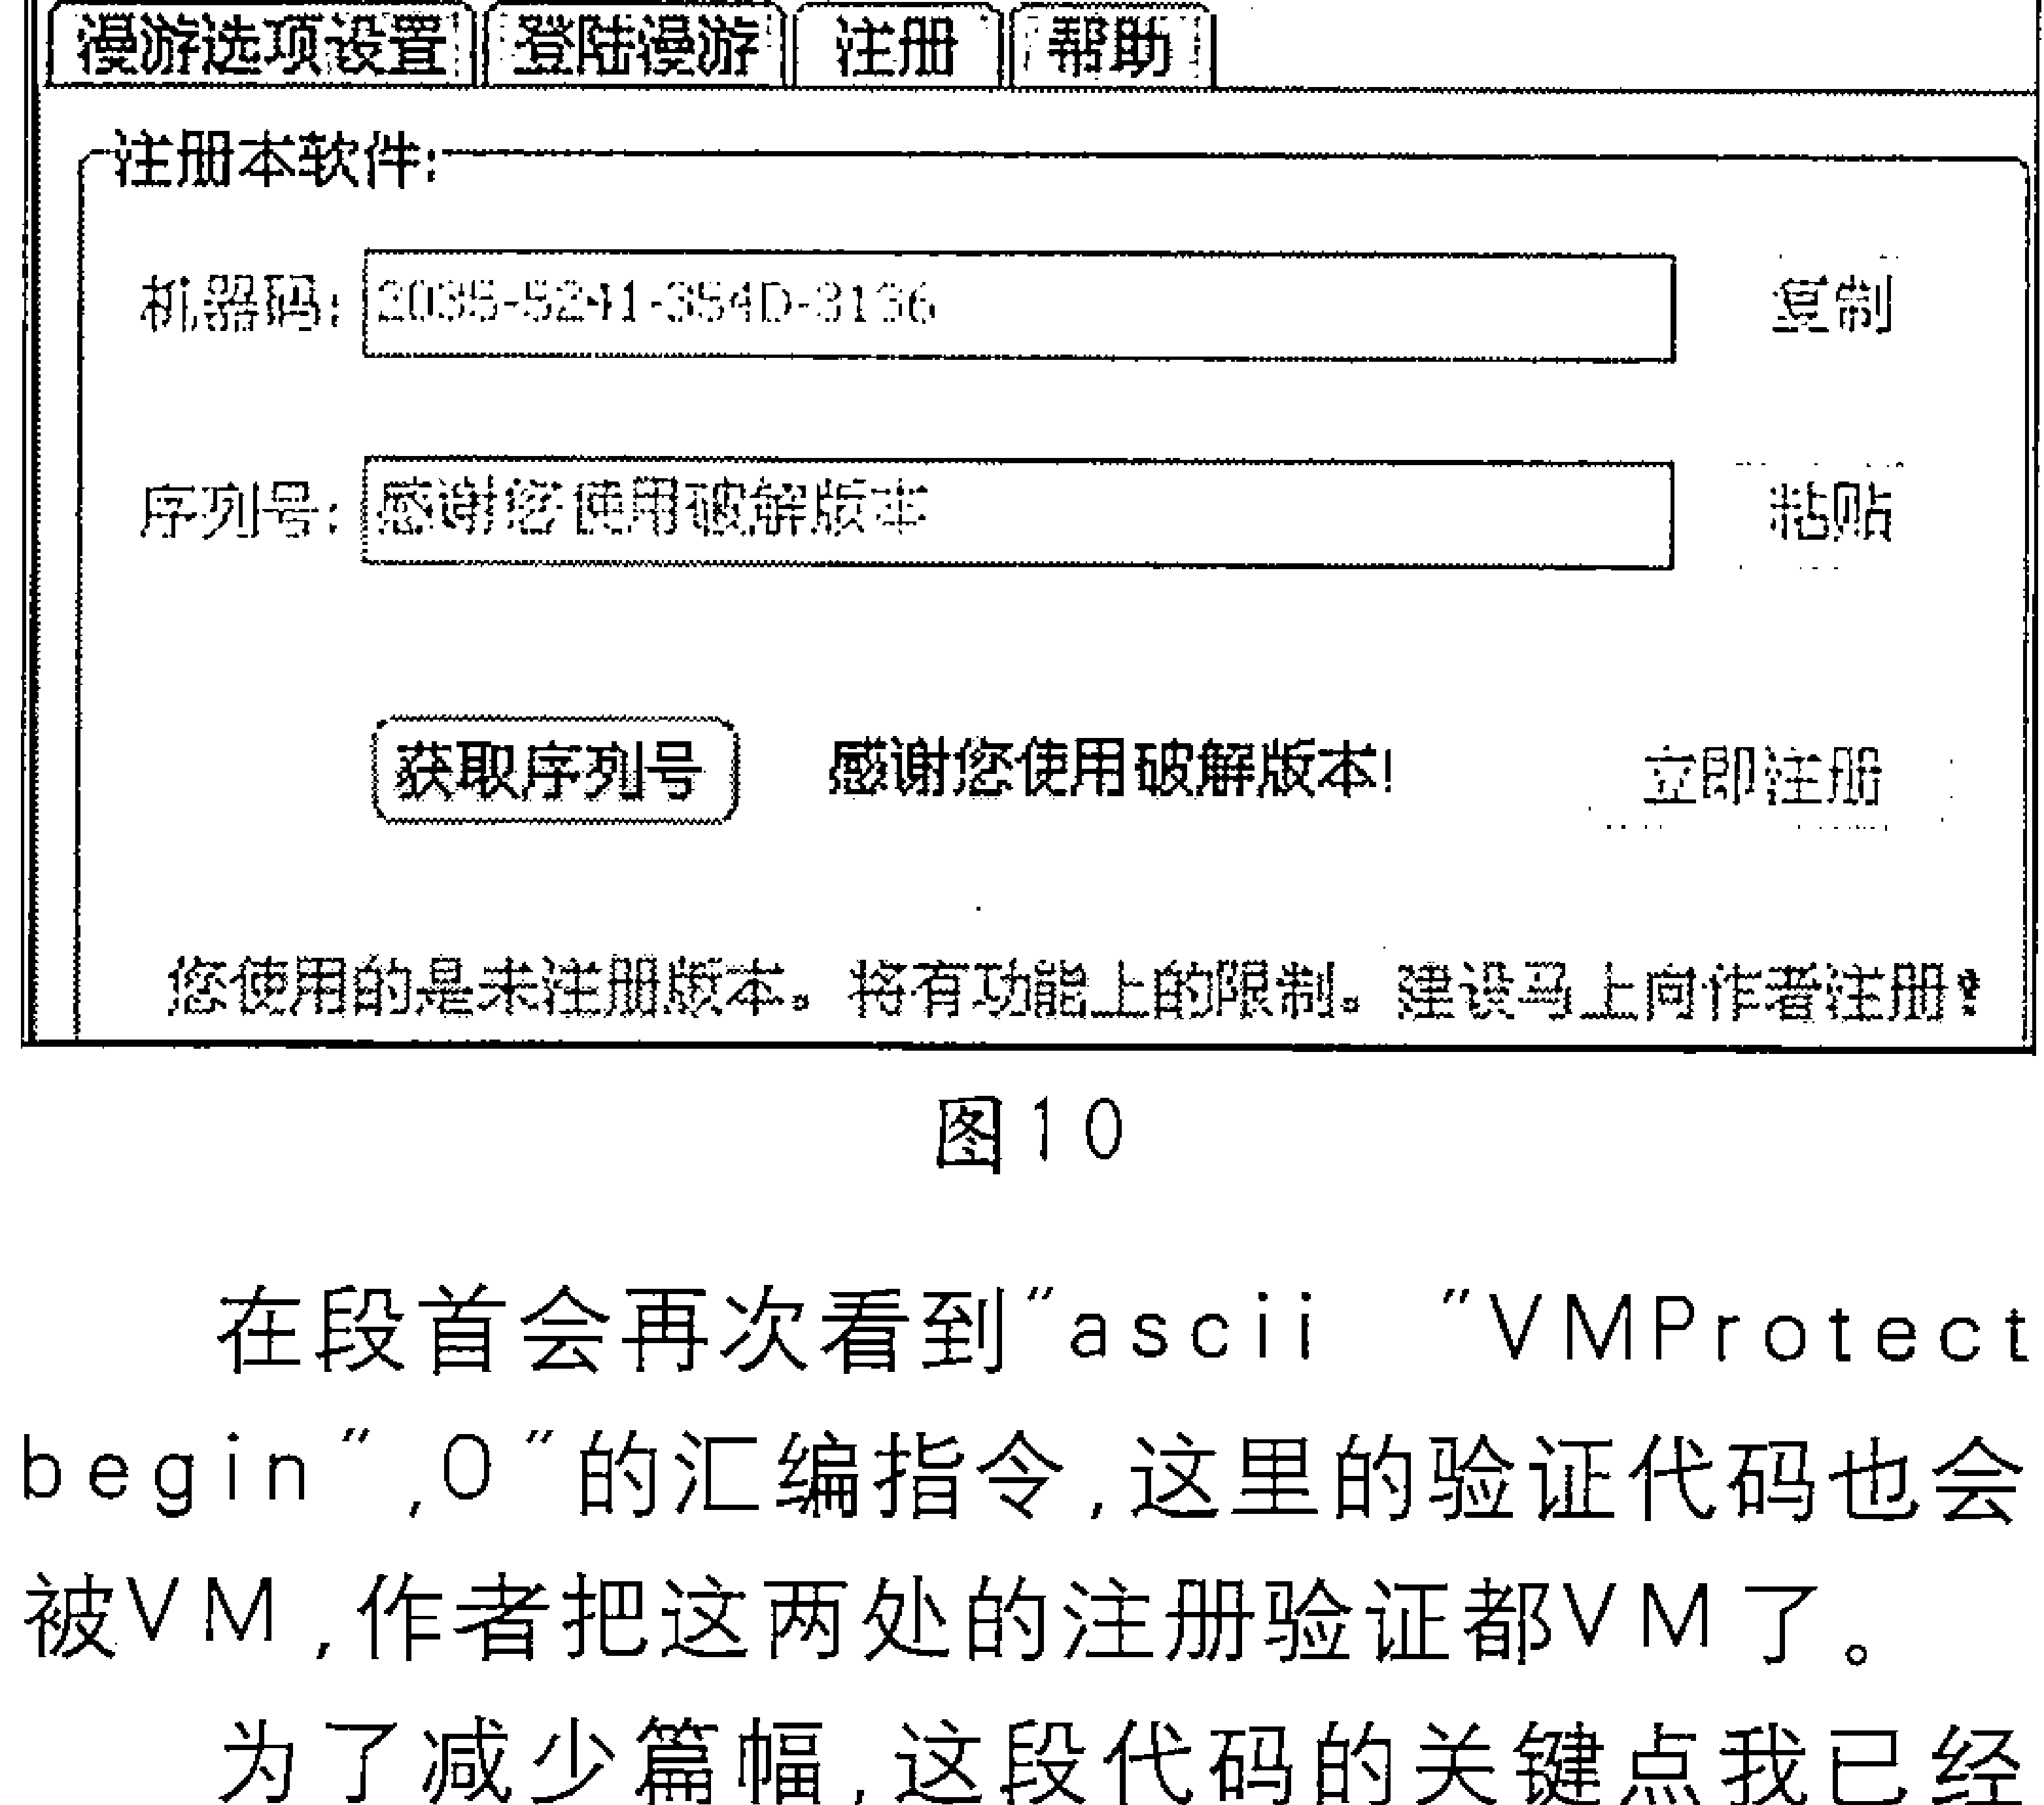 漫游选项设置 登陆漫游 注册 帮助
注册本软件:
机器码: 2035-5241-354D-3136 复制
序列号: 感谢您使用破解版本 粘贴
获取序列号 感谢您使用破解版本! 立即注册
您使用的是未注册版本。将有功能上的限制。建设马上向作者注册!
图10
在段首会再次看到"ascii "VMProtect
begin",0"的汇编指令,这里的验证代码也会
被VM,作者把这两处的注册验证都VM了。
为了减少篇幅,这段代码的关键点我已经